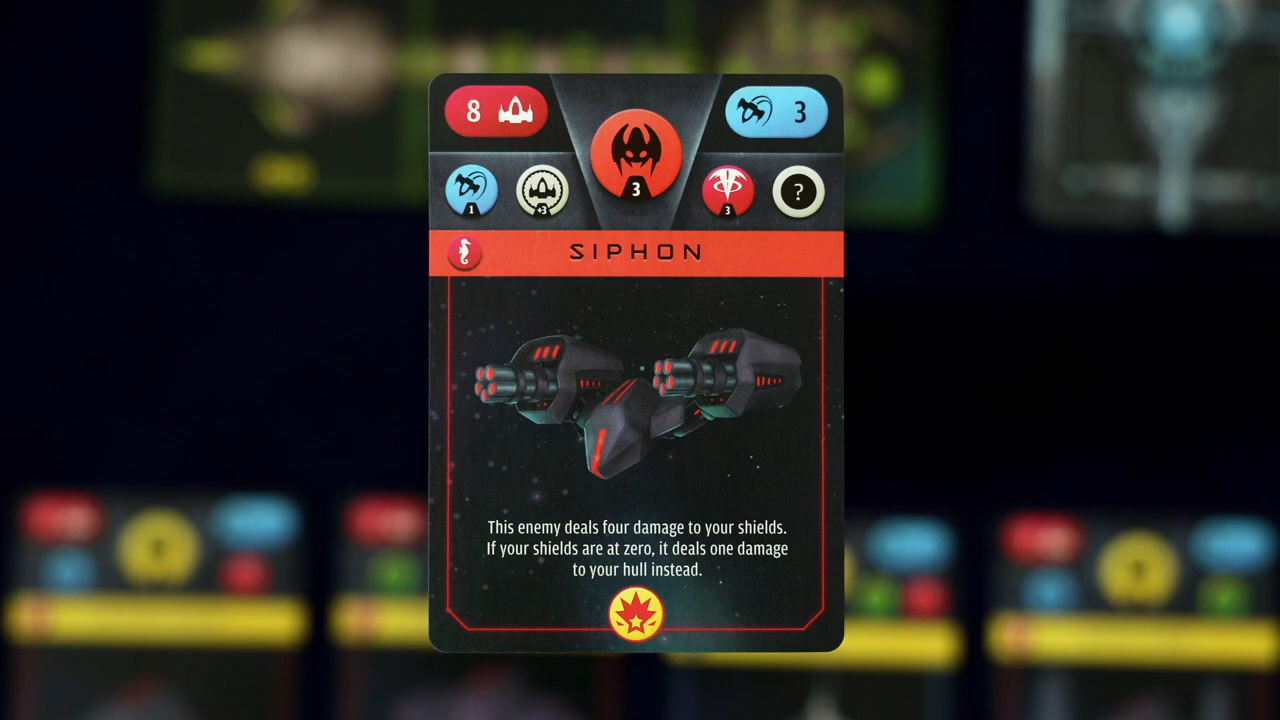 8
3
3
1
+3
3
?
SIPHON
This enemy deals four damage to your shields.
If your shields are at zero, it deals one damage
to your hull instead.